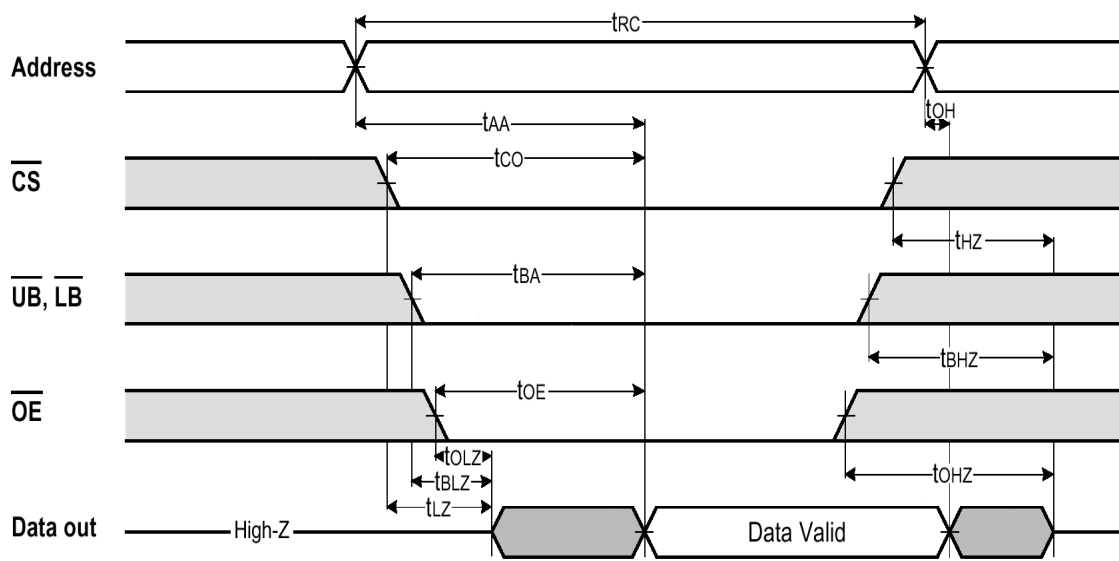 tRC
Address
tOH
tAA
tCO
CS
tHZ
UB, LB
tBA
tBHZ
OE
tOE
tOLZ
tOHZ
tBLZ
tLZ
Data out
High-Z
Data Valid